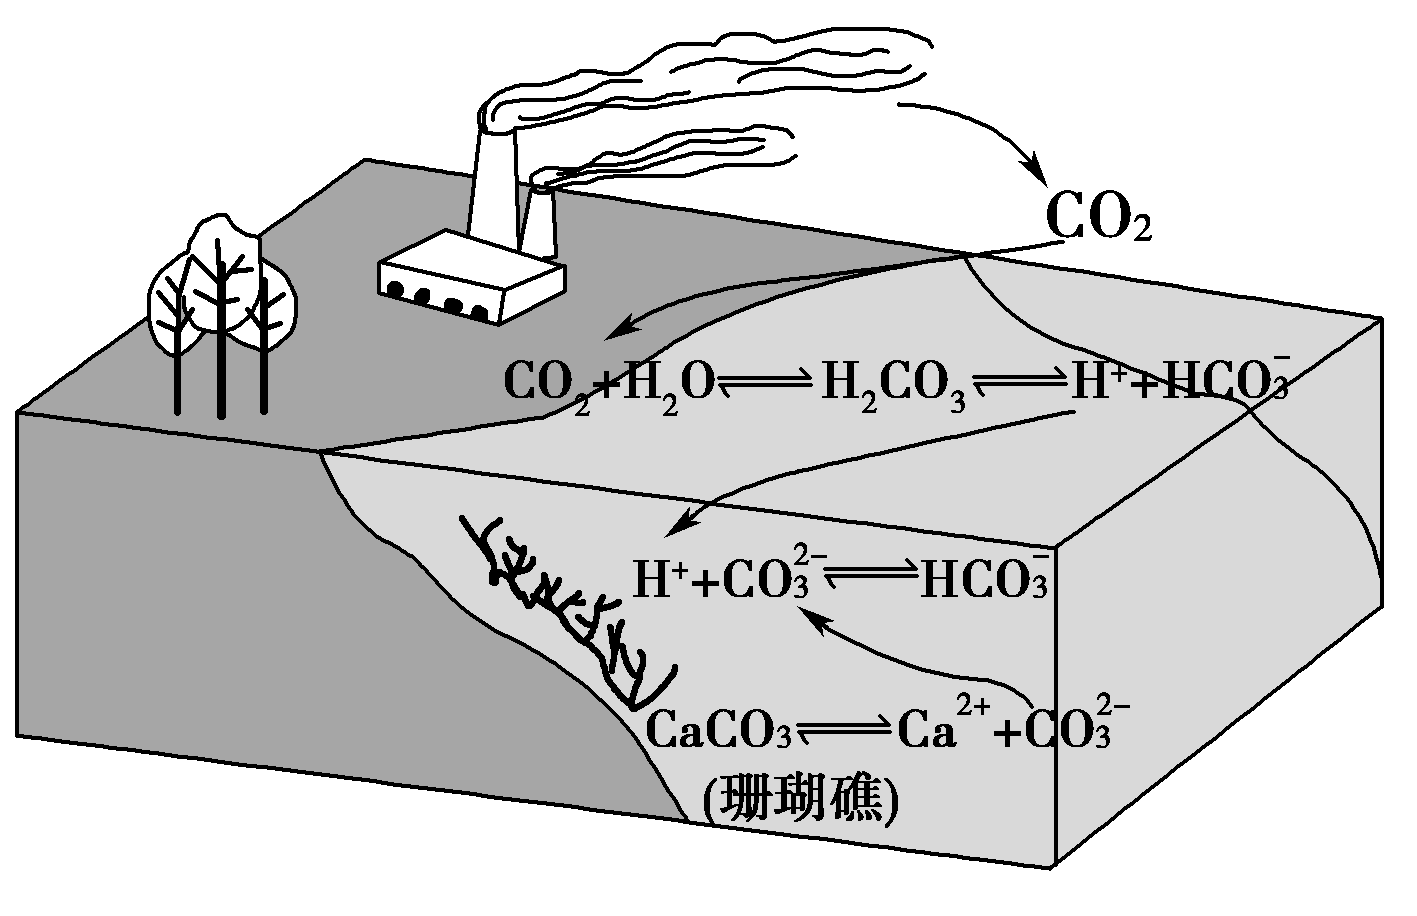 CO₂
CO₂+H₂O⇌H₂CO₃⇌H⁺+HCO₃⁻
H⁺+CO₃²⁻⇌HCO₃⁻
CaCO₃⇌Ca²⁺+CO₃²⁻
(珊瑚礁)